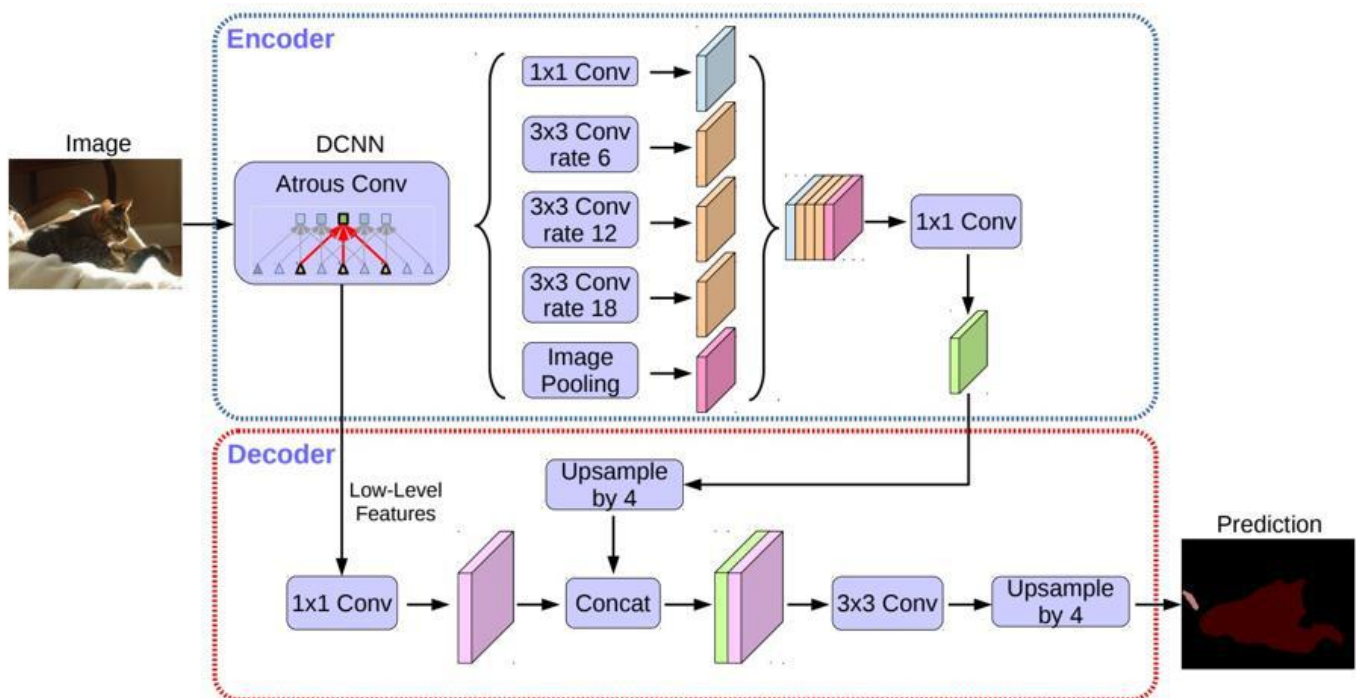 Encoder
Image
DCNN
Atrous Conv
1x1 Conv
3x3 Conv
rate 6
3x3 Conv
rate 12
3x3 Conv
rate 18
Image
Pooling
1x1 Conv
Decoder
Low-Level
Features
Upsample
by 4
1x1 Conv
Concat
3x3 Conv
Upsample
by 4
Prediction